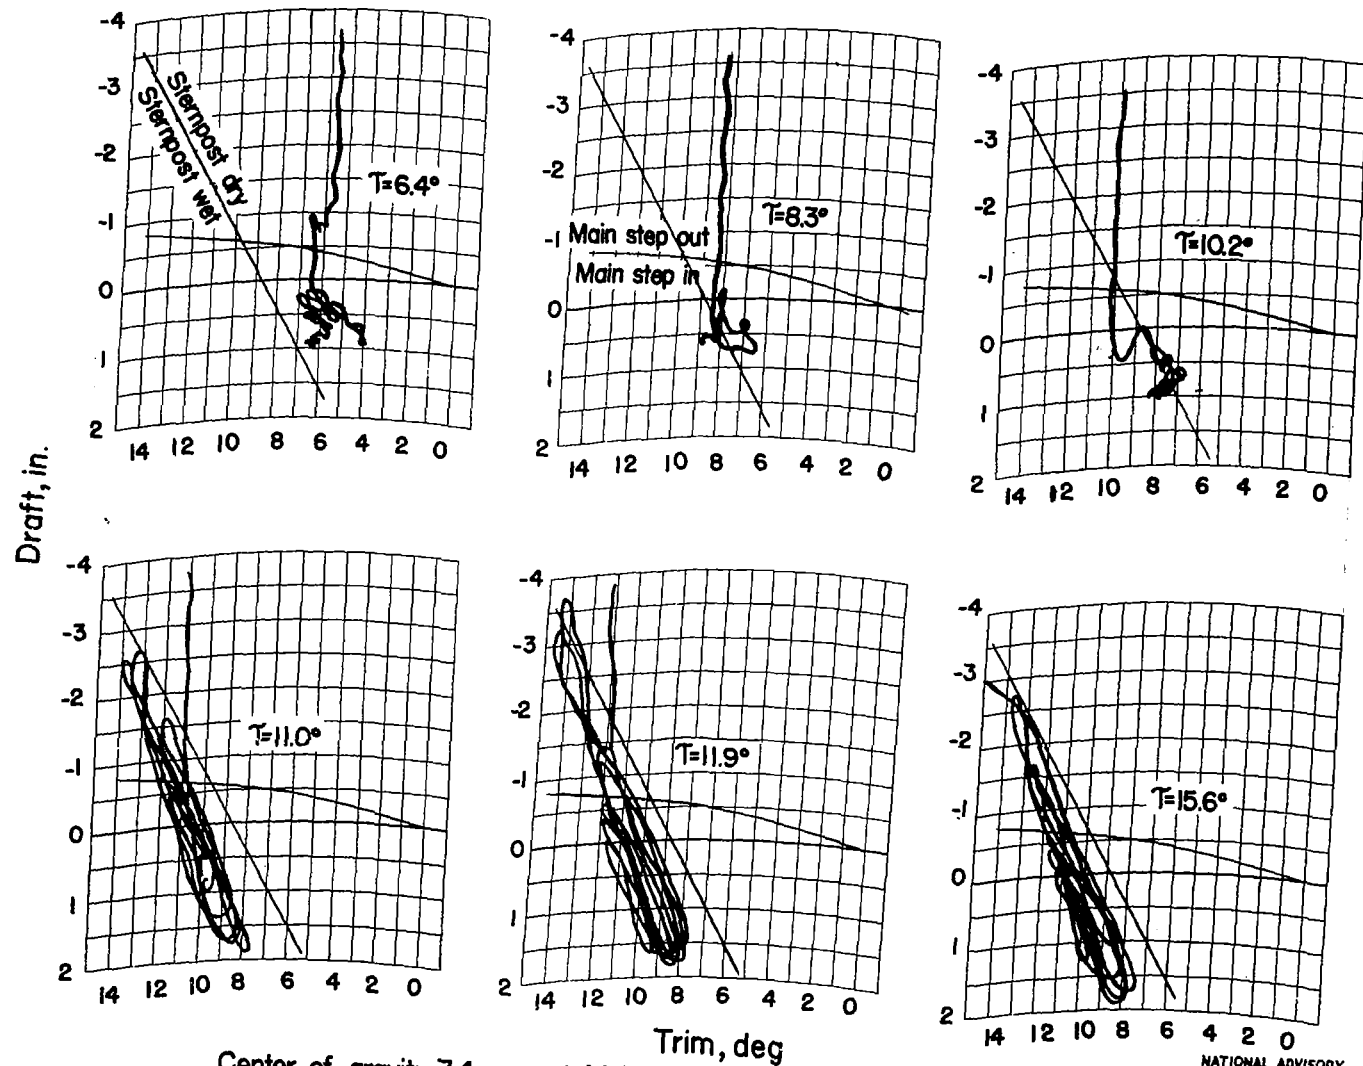 -4
-3
-2
-1
0
1
2
14 12 10 8 6 4 2 0
Sternpost dry
Sternpost wet
τ=6.4°
-4
-3
-2
-1
0
1
2
14 12 10 8 6 4 2 0
Main step out
Main step in
τ=8.3°
-4
-3
-2
-1
0
1
2
14 12 10 8 6 4 2 0
τ=10.2°
Draft, in.
-4
-3
-2
-1
0
1
2
14 12 10 8 6 4 2 0
τ=11.0°
-4
-3
-2
-1
0
1
2
14 12 10 8 6 4 2 0
τ=11.9°
-4
-3
-2
-1
0
1
2
14 12 10 8 6 4 2 0
τ=15.6°
Trim, deg
Center of gravity
NATIONAL ADVISORY